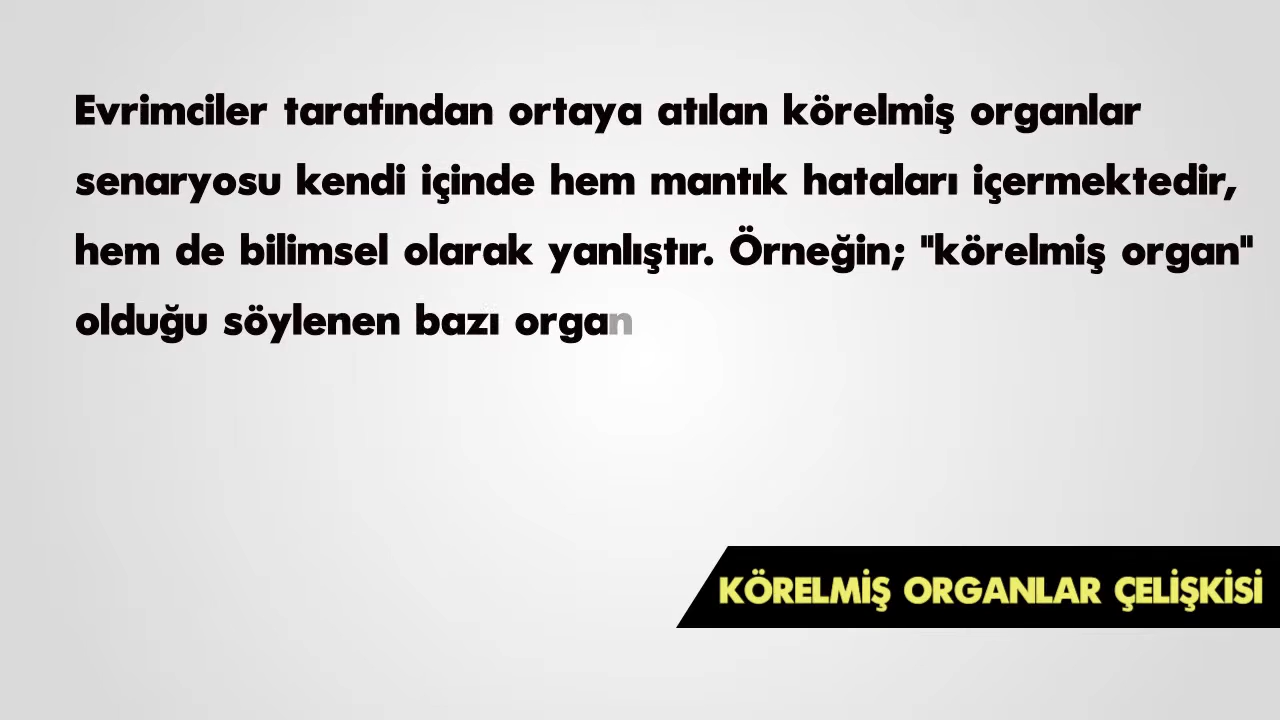 Evrimciler tarafından ortaya atılan körelmiş organlar
senaryosu kendi içinde hem mantık hataları içermektedir,
hem de bilimsel olarak yanlıştır. Örneğin; "körelmiş organ"
olduğu söylenen bazı organ
KÖRELMİŞ ORGANLAR ÇELİŞKİSİ